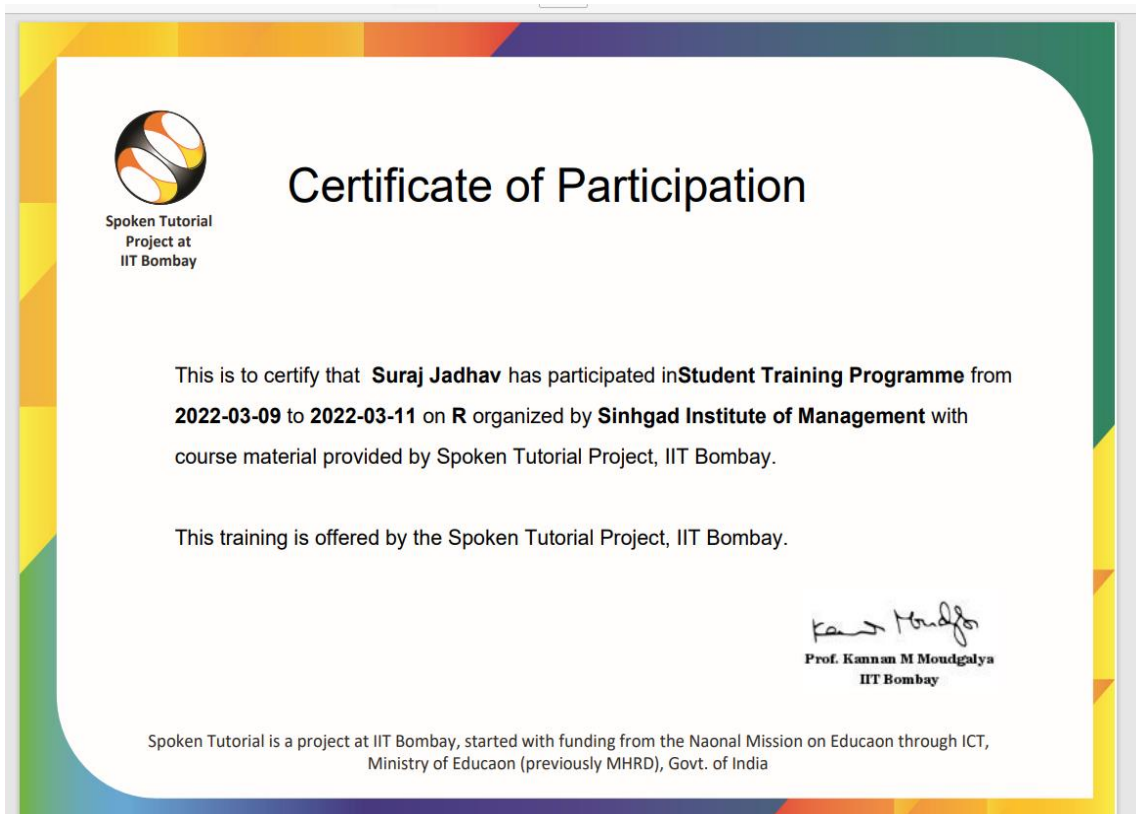 Spoken Tutorial
Project at
IIT Bombay
Certificate of Participation
This is to certify that Suraj Jadhav has participated inStudent Training Programme from
2022-03-09 to 2022-03-11 on R organized by Sinhgad Institute of Management with
course material provided by Spoken Tutorial Project, IIT Bombay.
This training is offered by the Spoken Tutorial Project, IIT Bombay.
Prof. Kannan M Moudgalya
IIT Bombay
Spoken Tutorial is a project at IIT Bombay, started with funding from the Naonal Mission on Educaon through ICT,
Ministry of Educaon (previously MHRD), Govt. of India